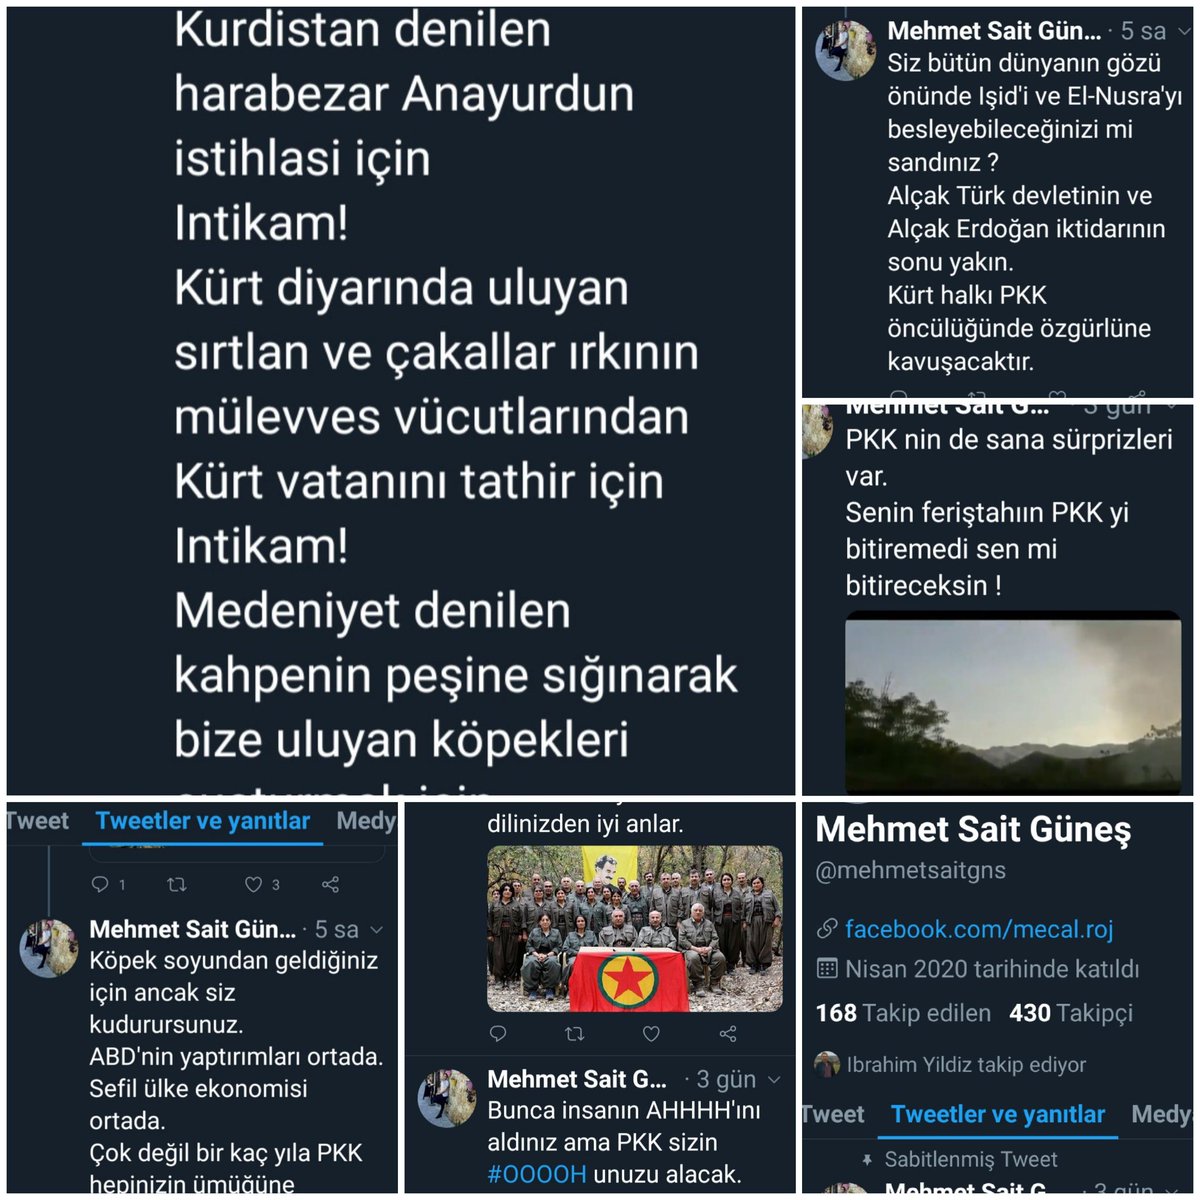 Kurdistan denilen
harabezar Anayurdun
istihlasi için
Intikam!
Kürt diyarında uluyan
sırtlan ve çakallar ırkının
mülevves vücutlarından
Kürt vatanını tathir için
Intikam!
Medeniyet denilen
kahpenin peşine sığınarak
bize uluyan köpekleri
Mehmet Sait Gün... · 5 sa
Siz bütün dünyanın gözü
önünde Işid'i ve El-Nusra'yı
besleyebileceğinizi mi
sandınız ?
Alçak Türk devletinin ve
Alçak Erdoğan iktidarının
sonu yakın.
Kürt halkı PKK
öncülüğünde özgürlüne
kavuşacaktır.
Mehmet Sait G... · 3 gün
PKK nin de sana sürprizleri
var.
Senin feriştahıın PKK yi
bitiremedi sen mi
bitireceksin !
Tweet Tweetler ve yanıtlar Medy
1 3
Mehmet Sait Gün... · 5 sa
Köpek soyundan geldiğiniz
için ancak siz
kudurursunuz.
ABD'nin yaptırımları ortada.
Sefil ülke ekonomisi
ortada.
Çok değil bir kaç yıla PKK
hepinizin ümüğüne
dilinizden iyi anlar.
Mehmet Sait G... · 3 gün
Bunca insanın AHHHH'ını
aldınız ama PKK sizin
#OOOOH unuzu alacak.
Mehmet Sait Güneş
@mehmetsaitgns
facebook.com/mecal.roj
Nisan 2020 tarihinde katıldı
168 Takip edilen 430 Takipçi
Ibrahim Yildiz takip ediyor
Tweet Tweetler ve yanıtlar Medy
Sabitlenmiş Tweet
Mehmet Sait G... · 3 gün